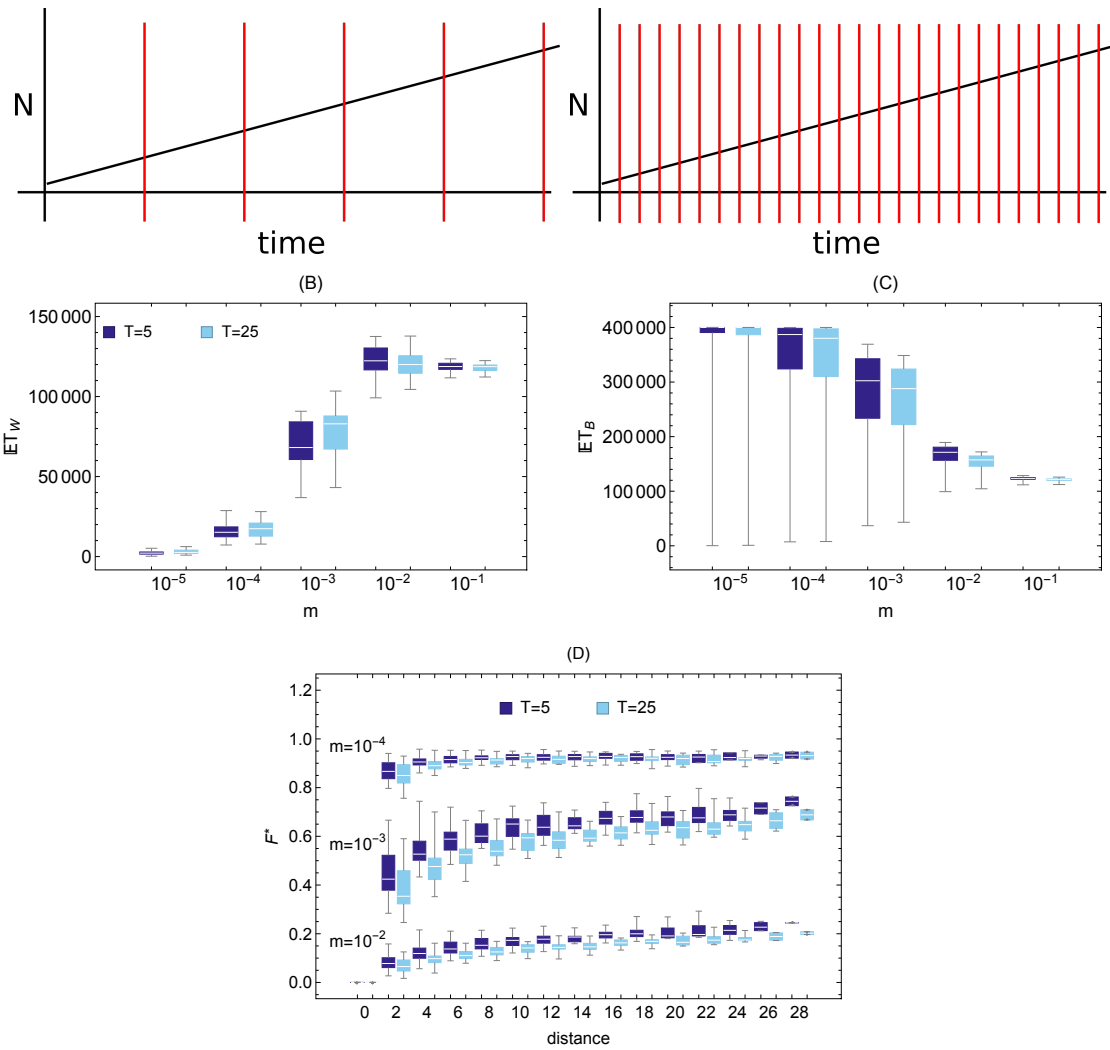 N
N
time
time
(B)
(C)
150 000
T=5
T=25
100 000
𝔼T_W
50 000
0
10⁻⁵
10⁻⁴
10⁻³
10⁻²
10⁻¹
m
400 000
300 000
𝔼T_B
200 000
100 000
0
10⁻⁵
10⁻⁴
10⁻³
10⁻²
10⁻¹
m
(D)
1.2
T=5
T=25
1.0
m=10⁻⁴
0.8
F*
0.6
m=10⁻³
0.4
0.2
m=10⁻²
0.0
0 2 4 6 8 10 12 14 16 18 20 22 24 26 28
distance